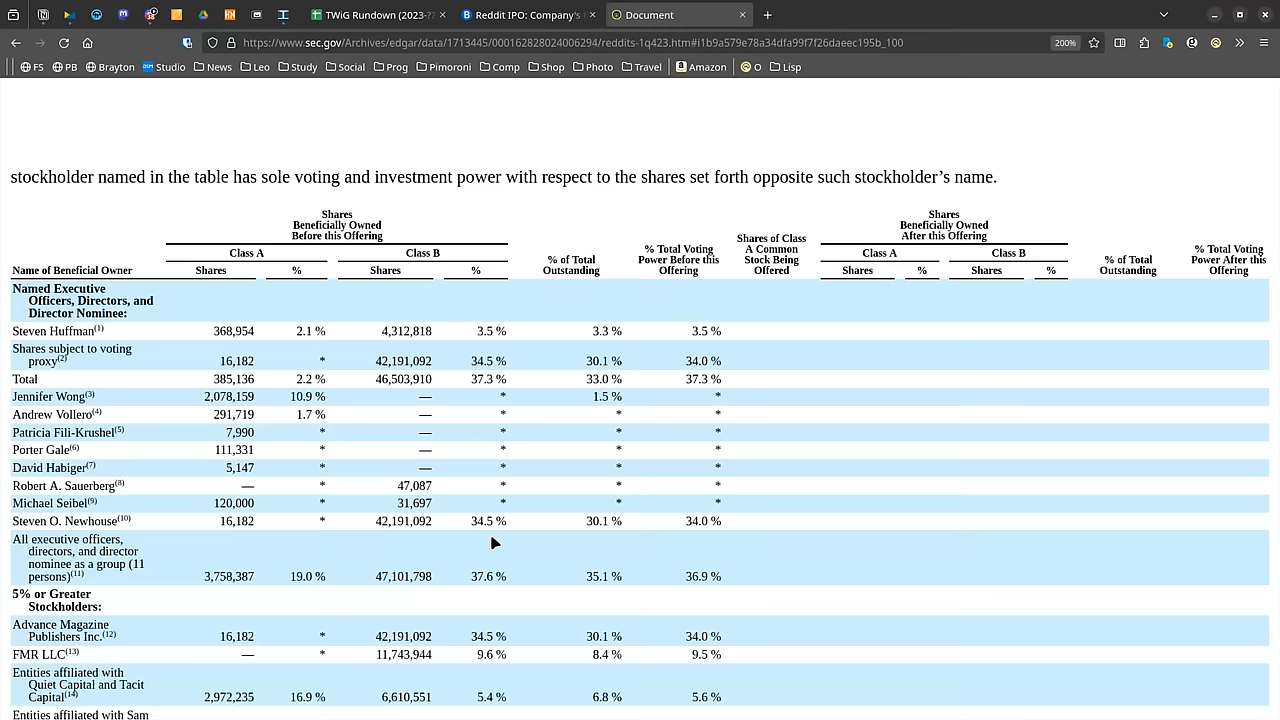 TWiG Rundown (2023-??
Reddit IPO: Company's
Document
https://www.sec.gov/Archives/edgar/data/1713445/000162828024006294/reddits-1q423.htm#i1b9a579e78a34dfa99f7f26daeec195b_100
200%
FS PB Brayton Studio News Leo Study Social Prog Pimoroni Comp Shop Photo Travel Amazon O Lisp
stockholder named in the table has sole voting and investment power with respect to the shares set forth opposite such stockholder's name.
Shares
Beneficially Owned
Before this Offering
Shares
Beneficially Owned
After this Offering
Class A Class B Class A Class B
Name of Beneficial Owner
Shares % Shares %
% of Total
Outstanding
% Total Voting
Power Before this
Offering
Shares of Class
A Common
Stock Being
Offered
Shares % Shares %
% of Total
Outstanding
% Total Voting
Power After this
Offering
Named Executive
Officers, Directors, and
Director Nominee:
Steven Huffman(1) 368,954 2.1 % 4,312,818 3.5 % 3.3 % 3.5 %
Shares subject to voting
proxy(2) 16,182 * 42,191,092 34.5 % 30.1 % 34.0 %
Total 385,136 2.2 % 46,503,910 37.3 % 33.0 % 37.3 %
Jennifer Wong(3) 2,078,159 10.9 % — * 1.5 % *
Andrew Vollero(4) 291,719 1.7 % — * * *
Patricia Fili-Krushel(5) 7,990 * — * * *
Porter Gale(6) 111,331 * — * * *
David Habiger(7) 5,147 * — * * *
Robert A. Sauerberg(8) — * 47,087 * * *
Michael Seibel(9) 120,000 * 31,697 * * *
Steven O. Newhouse(10) 16,182 * 42,191,092 34.5 % 30.1 % 34.0 %
All executive officers,
directors, and director
nominee as a group (11
persons)(11) 3,758,387 19.0 % 47,101,798 37.6 % 35.1 % 36.9 %
5% or Greater
Stockholders:
Advance Magazine
Publishers Inc.(12) 16,182 * 42,191,092 34.5 % 30.1 % 34.0 %
FMR LLC(13) — * 11,743,944 9.6 % 8.4 % 9.5 %
Entities affiliated with
Quiet Capital and Tacit
Capital(14) 2,972,235 16.9 % 6,610,551 5.4 % 6.8 % 5.6 %
Entities affiliated with Sam